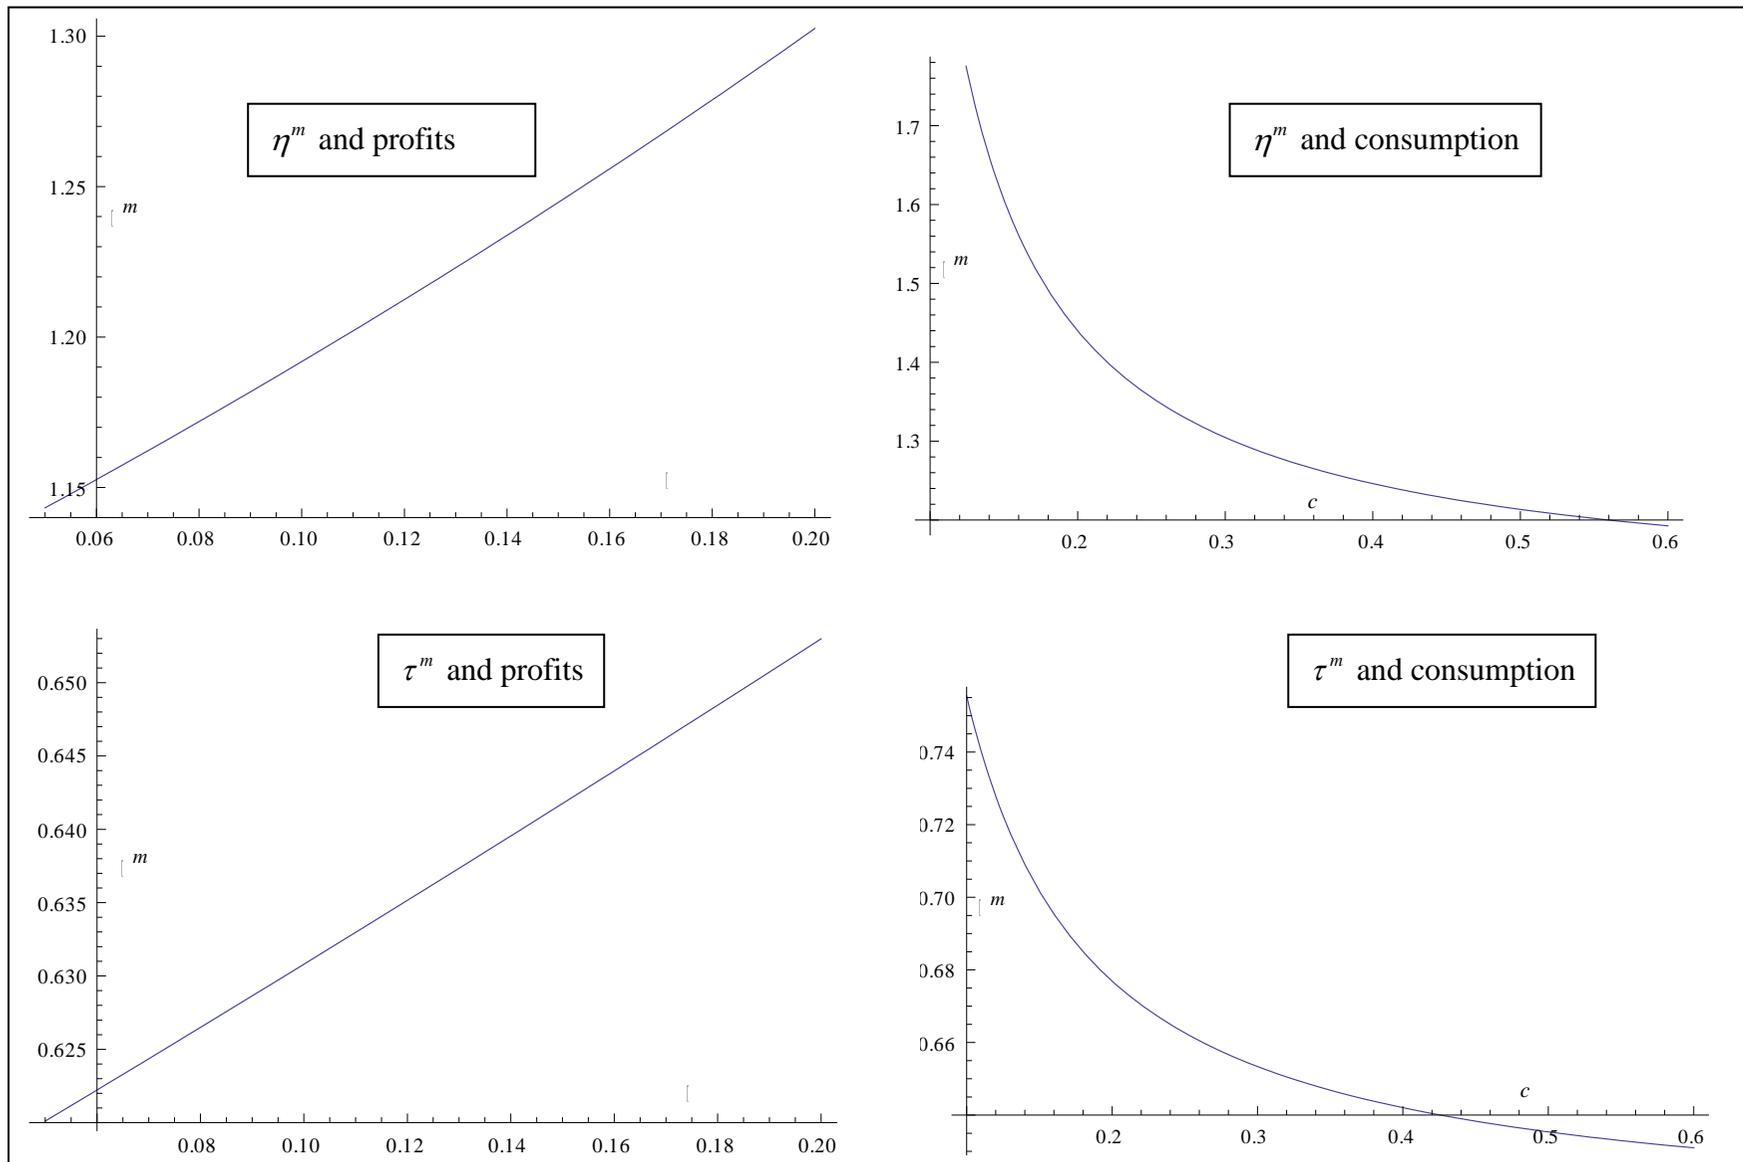 1.30
η^m and profits
1.25
m
1.20
1.15
0.06 0.08 0.10 0.12 0.14 0.16 0.18 0.20
η^m and consumption
1.7
1.6
m
1.5
1.4
1.3
c
0.2 0.3 0.4 0.5 0.6
τ^m and profits
0.650
0.645
0.640
m
0.635
0.630
0.625
0.08 0.10 0.12 0.14 0.16 0.18 0.20
τ^m and consumption
0.74
0.72
0.70
m
0.68
0.66
c
0.2 0.3 0.4 0.5 0.6